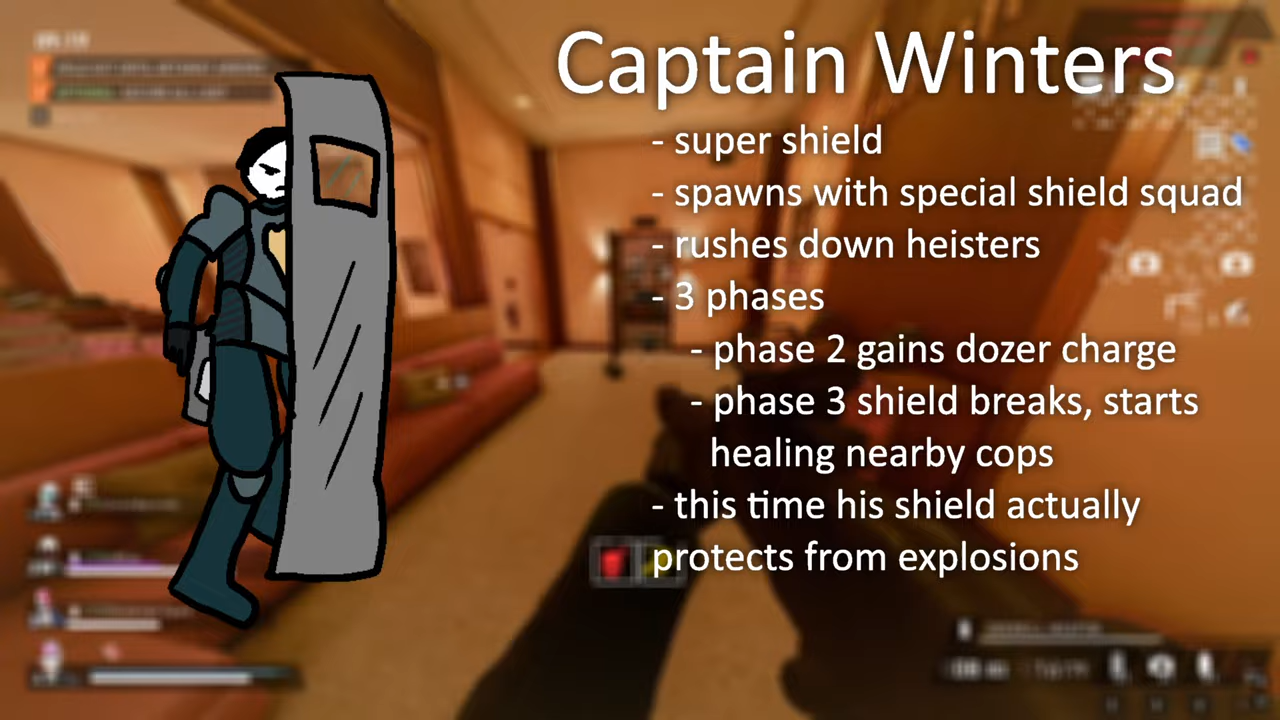 Captain Winters
- super shield
- spawns with special shield squad
- rushes down heisters
- 3 phases
- phase 2 gains dozer charge
- phase 3 shield breaks, starts
healing nearby cops
- this time his shield actually
protects from explosions